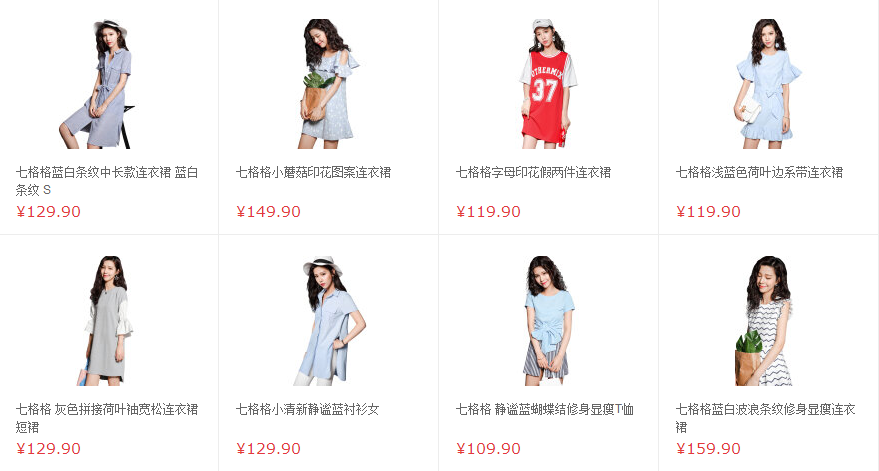 OTHERMIX
37
七格格蓝白条纹中长款连衣裙 蓝白
条纹 S
¥129.90
七格格小蘑菇印花图案连衣裙
¥149.90
七格格字母印花假两件连衣裙
¥119.90
七格格浅蓝色荷叶边系带连衣裙
¥119.90
七格格 灰色拼接荷叶袖宽松连衣裙
短裙
¥129.90
七格格小清新静谧蓝衬衫女
¥129.90
七格格 静谧蓝蝴蝶结修身显瘦T恤
¥109.90
七格格蓝白波浪条纹修身显瘦连衣
裙
¥159.90